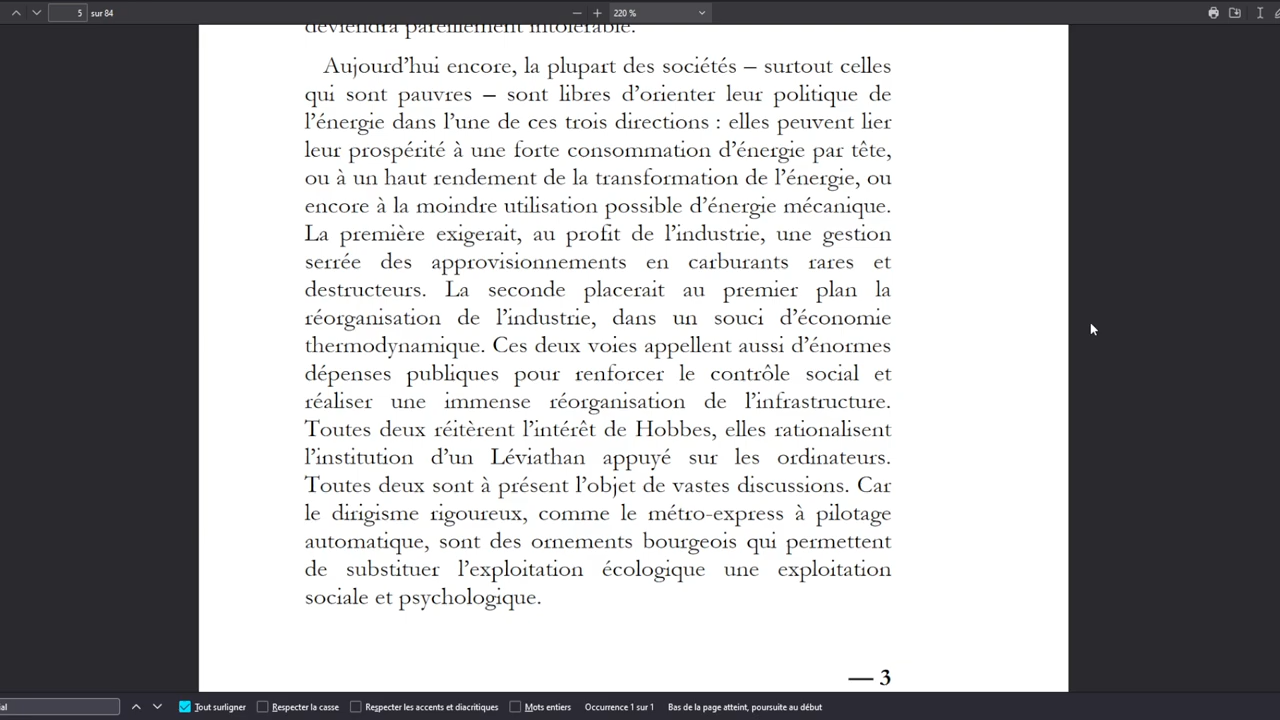 5 sur 84
220 %
deviendra pareillement intolérable.
Aujourd’hui encore, la plupart des sociétés – surtout celles
qui sont pauvres – sont libres d’orienter leur politique de
l’énergie dans l’une de ces trois directions : elles peuvent lier
leur prospérité à une forte consommation d’énergie par tête,
ou à un haut rendement de la transformation de l’énergie, ou
encore à la moindre utilisation possible d’énergie mécanique.
La première exigerait, au profit de l’industrie, une gestion
serrée des approvisionnements en carburants rares et
destructeurs. La seconde placerait au premier plan la
réorganisation de l’industrie, dans un souci d’économie
thermodynamique. Ces deux voies appellent aussi d’énormes
dépenses publiques pour renforcer le contrôle social et
réaliser une immense réorganisation de l’infrastructure.
Toutes deux réitèrent l’intérêt de Hobbes, elles rationalisent
l’institution d’un Léviathan appuyé sur les ordinateurs.
Toutes deux sont à présent l’objet de vastes discussions. Car
le dirigisme rigoureux, comme le métro-express à pilotage
automatique, sont des ornements bourgeois qui permettent
de substituer l’exploitation écologique une exploitation
sociale et psychologique.
— 3
ial Tout surligner Respecter la casse Respecter les accents et diacritiques Mots entiers Occurrence 1 sur 1 Bas de la page atteint, poursuite au début